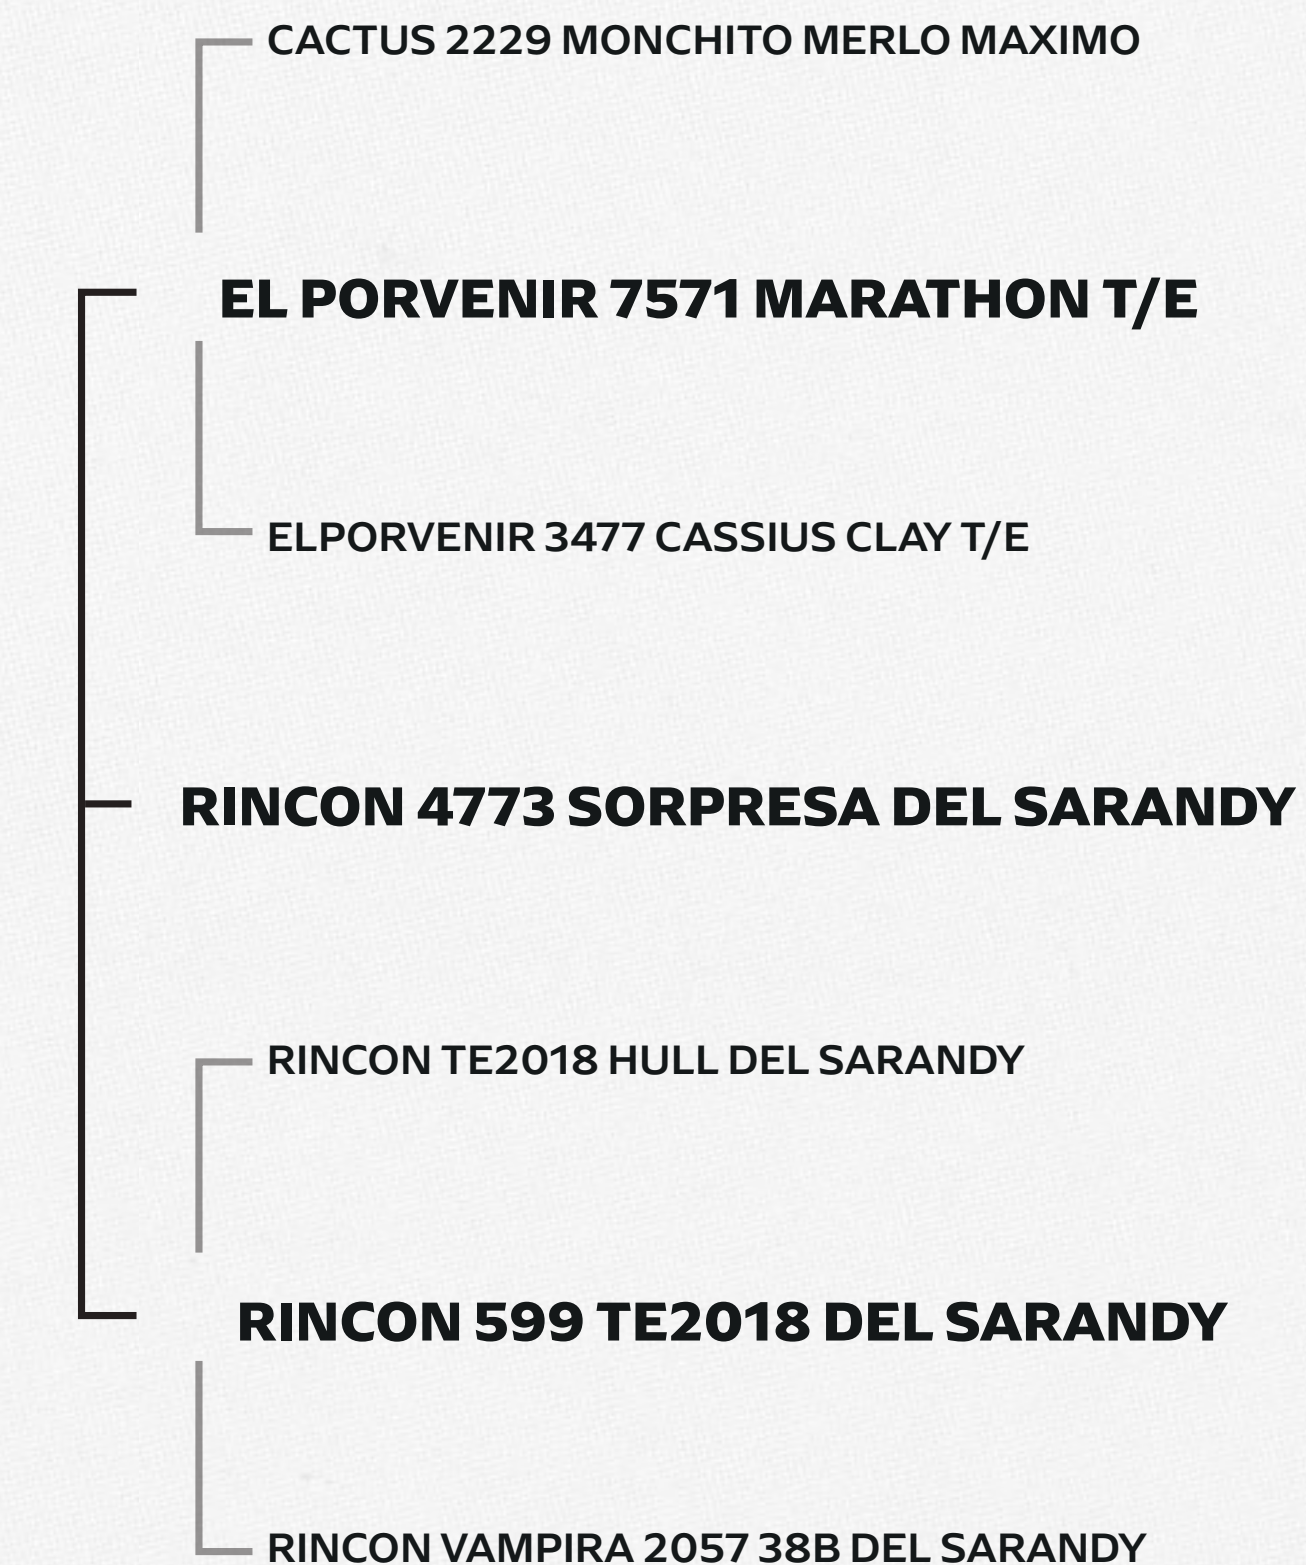 CACTUS 2229 MONCHITO MERLO MAXIMO
EL PORVENIR 7571 MARATHON T/E
ELPORVENIR 3477 CASSIUS CLAY T/E
RINCON 4773 SORPRESA DEL SARANDY
RINCON TE2018 HULL DEL SARANDY
RINCON 599 TE2018 DEL SARANDY
RINCON VAMPIRA 2057 38B DEL SARANDY